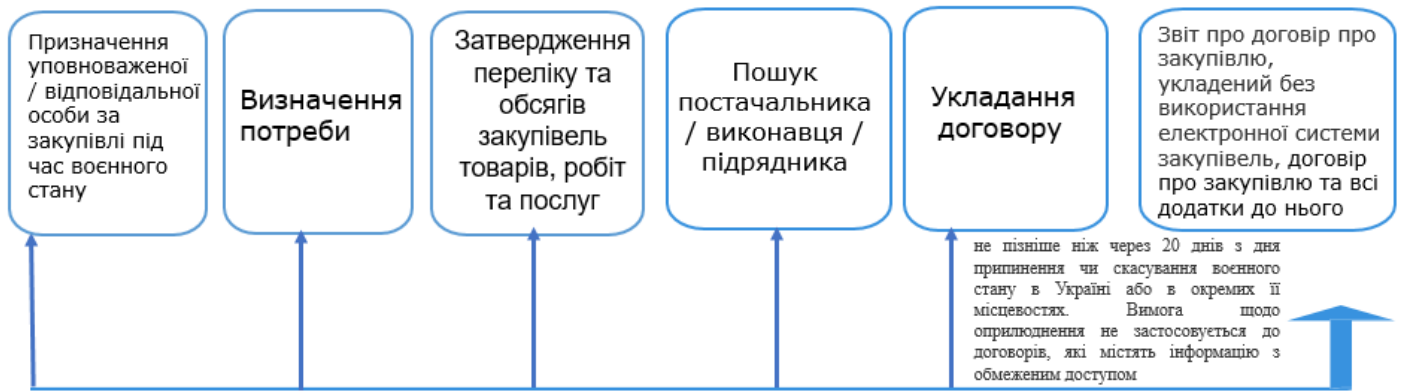 Призначення
уповноваженої
/ відповідальної
особи за
закупівлі під
час воєнного
стану
Визначення
потреби
Затвердження
переліку та
обсягів
закупівель
товарів, робіт
та послуг
Пошук
постачальника
/ виконавця /
підрядника
Укладання
договору
Звіт про договір про
закупівлю,
укладений без
використання
електронної системи
закупівель, договір
про закупівлю та всі
додатки до нього
не пізніше ніж через 20 днів з дня
припинення чи скасування воєнного
стану в Україні або в окремих її
місцевостях. Вимога щодо
оприлюднення не застосовується до
договорів, які містять інформацію з
обмеженим доступом